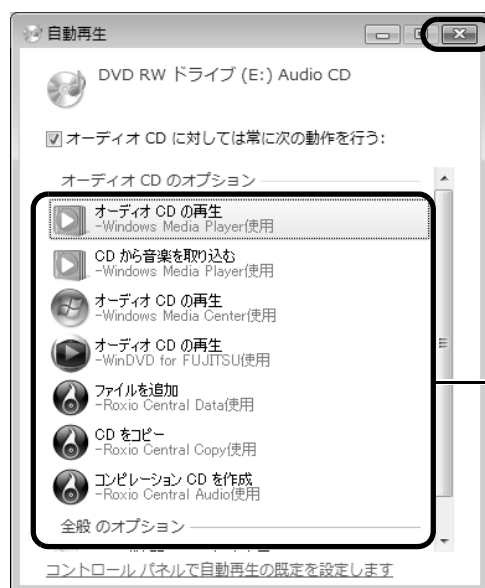 自動再生
DVD RW ドライブ (E:) Audio CD
オーディオ CD に対しては常に次の動作を行う:
オーディオ CD のオプション
オーディオ CD の再生
-Windows Media Player使用
CD から音楽を取り込む
-Windows Media Player使用
オーディオ CD の再生
-Windows Media Center使用
オーディオ CD の再生
-WinDVD for FUJITSU使用
ファイルを追加
-Roxio Central Data使用
CD をコピー
-Roxio Central Copy使用
コンピレーション CD を作成
-Roxio Central Audio使用
全般 のオプション
コントロール パネルで自動再生の既定を設定します